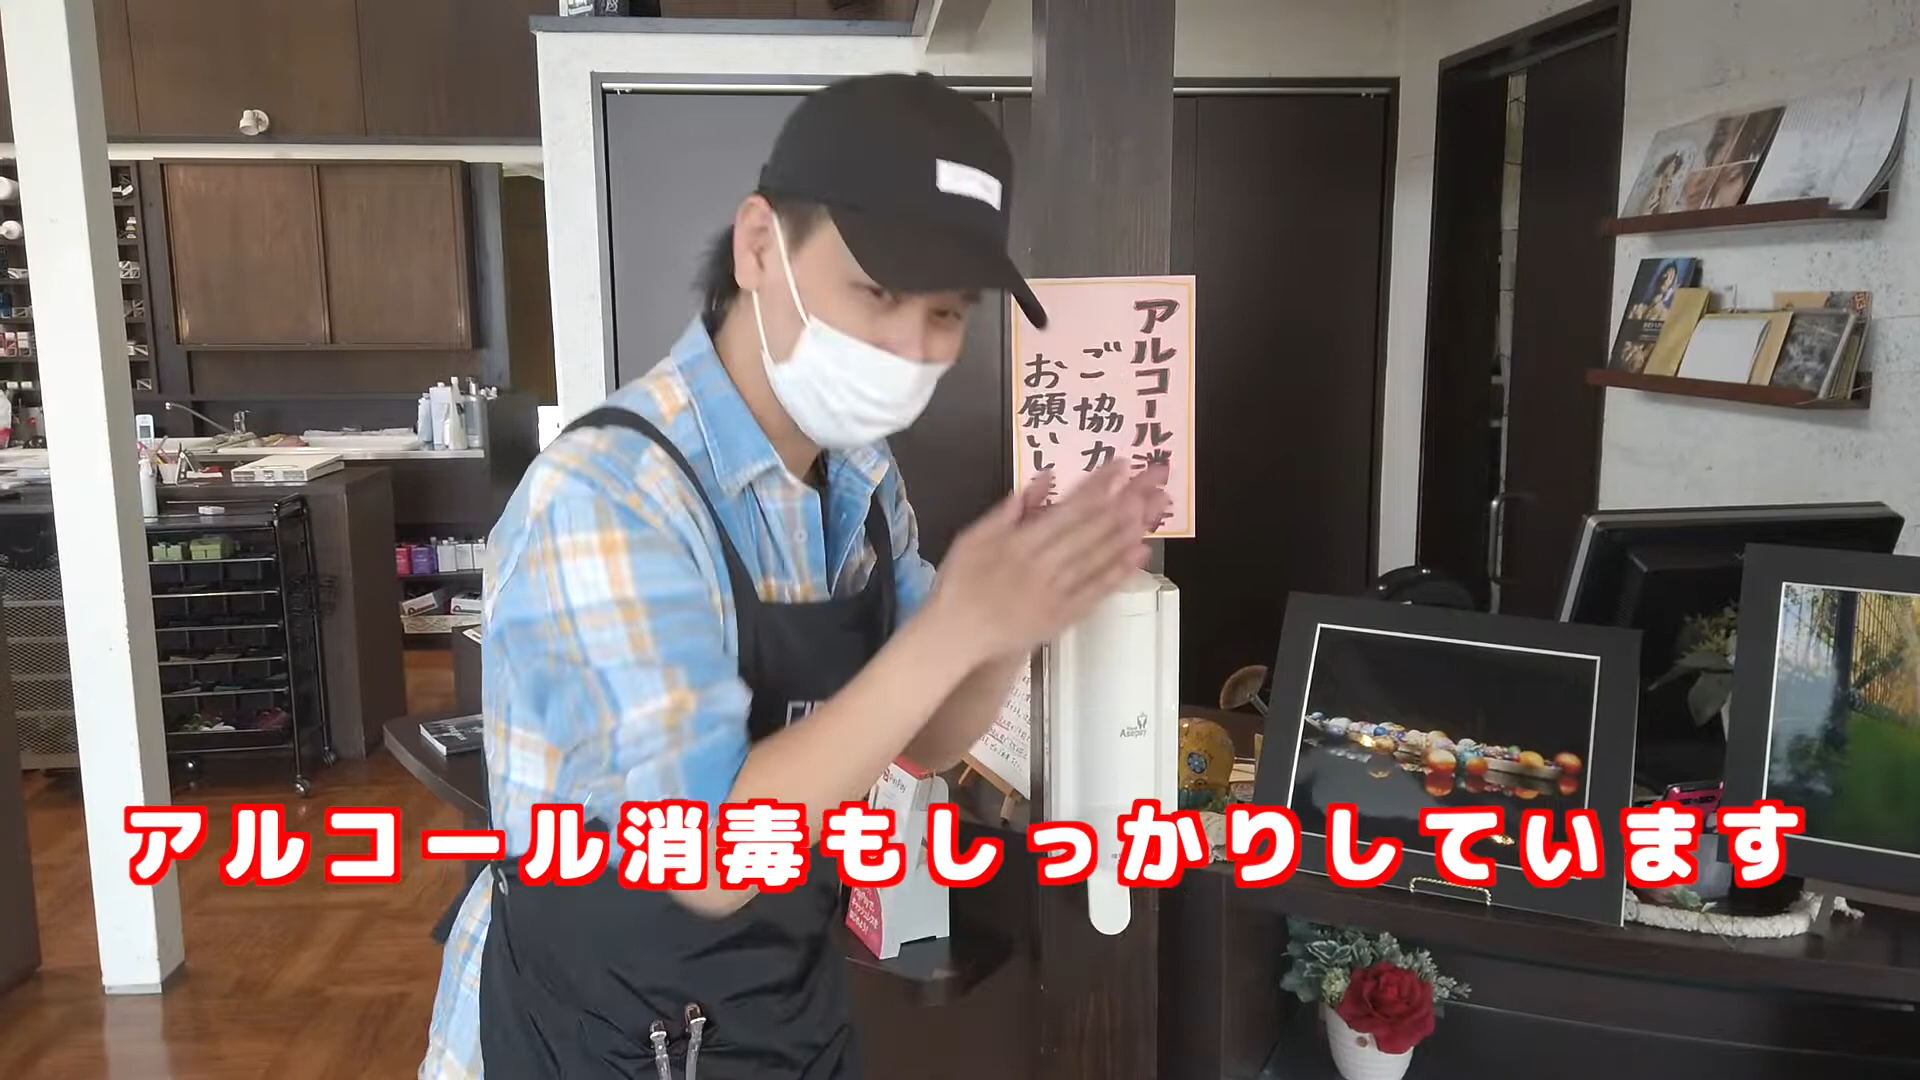 アルコール消毒
ご協力
お願いし
アルコール消毒もしっかりしています